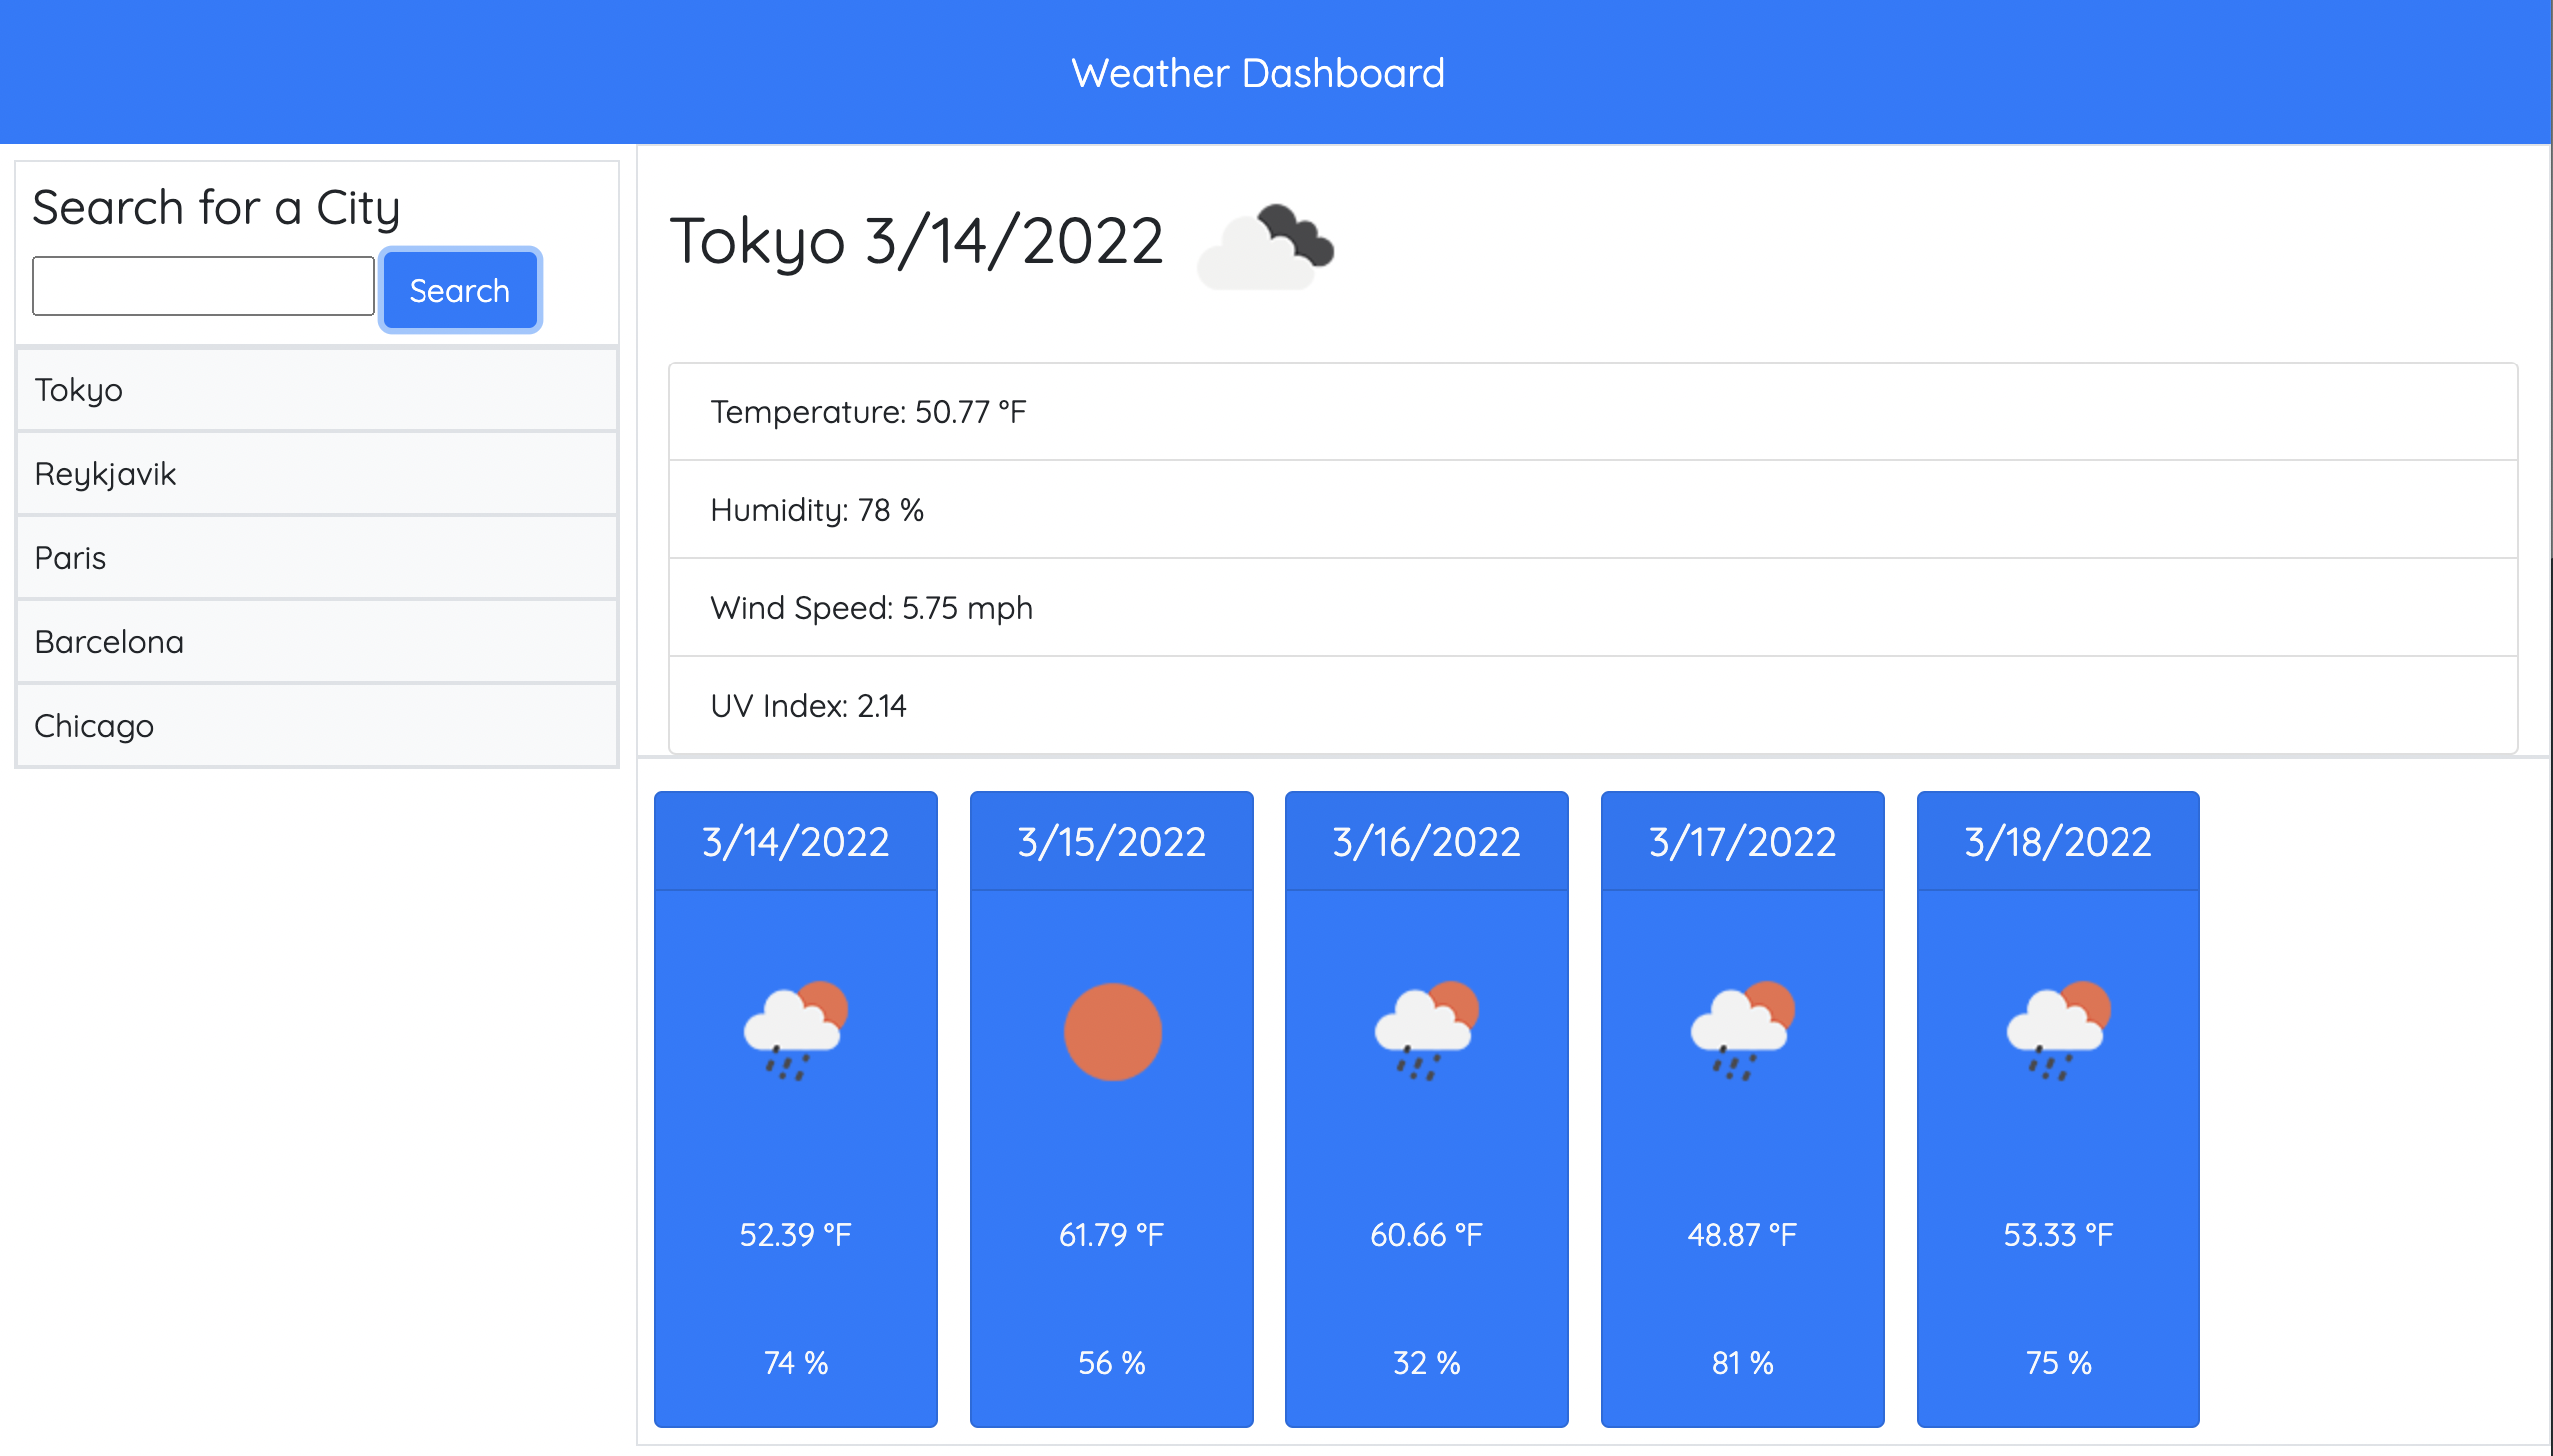 Weather Dashboard
Search for a City
Search
Tokyo
Reykjavik
Paris
Barcelona
Chicago
Tokyo 3/14/2022
Temperature: 50.77 °F
Humidity: 78 %
Wind Speed: 5.75 mph
UV Index: 2.14
3/14/2022
52.39 °F
74 %
3/15/2022
61.79 °F
56 %
3/16/2022
60.66 °F
32 %
3/17/2022
48.87 °F
81 %
3/18/2022
53.33 °F
75 %